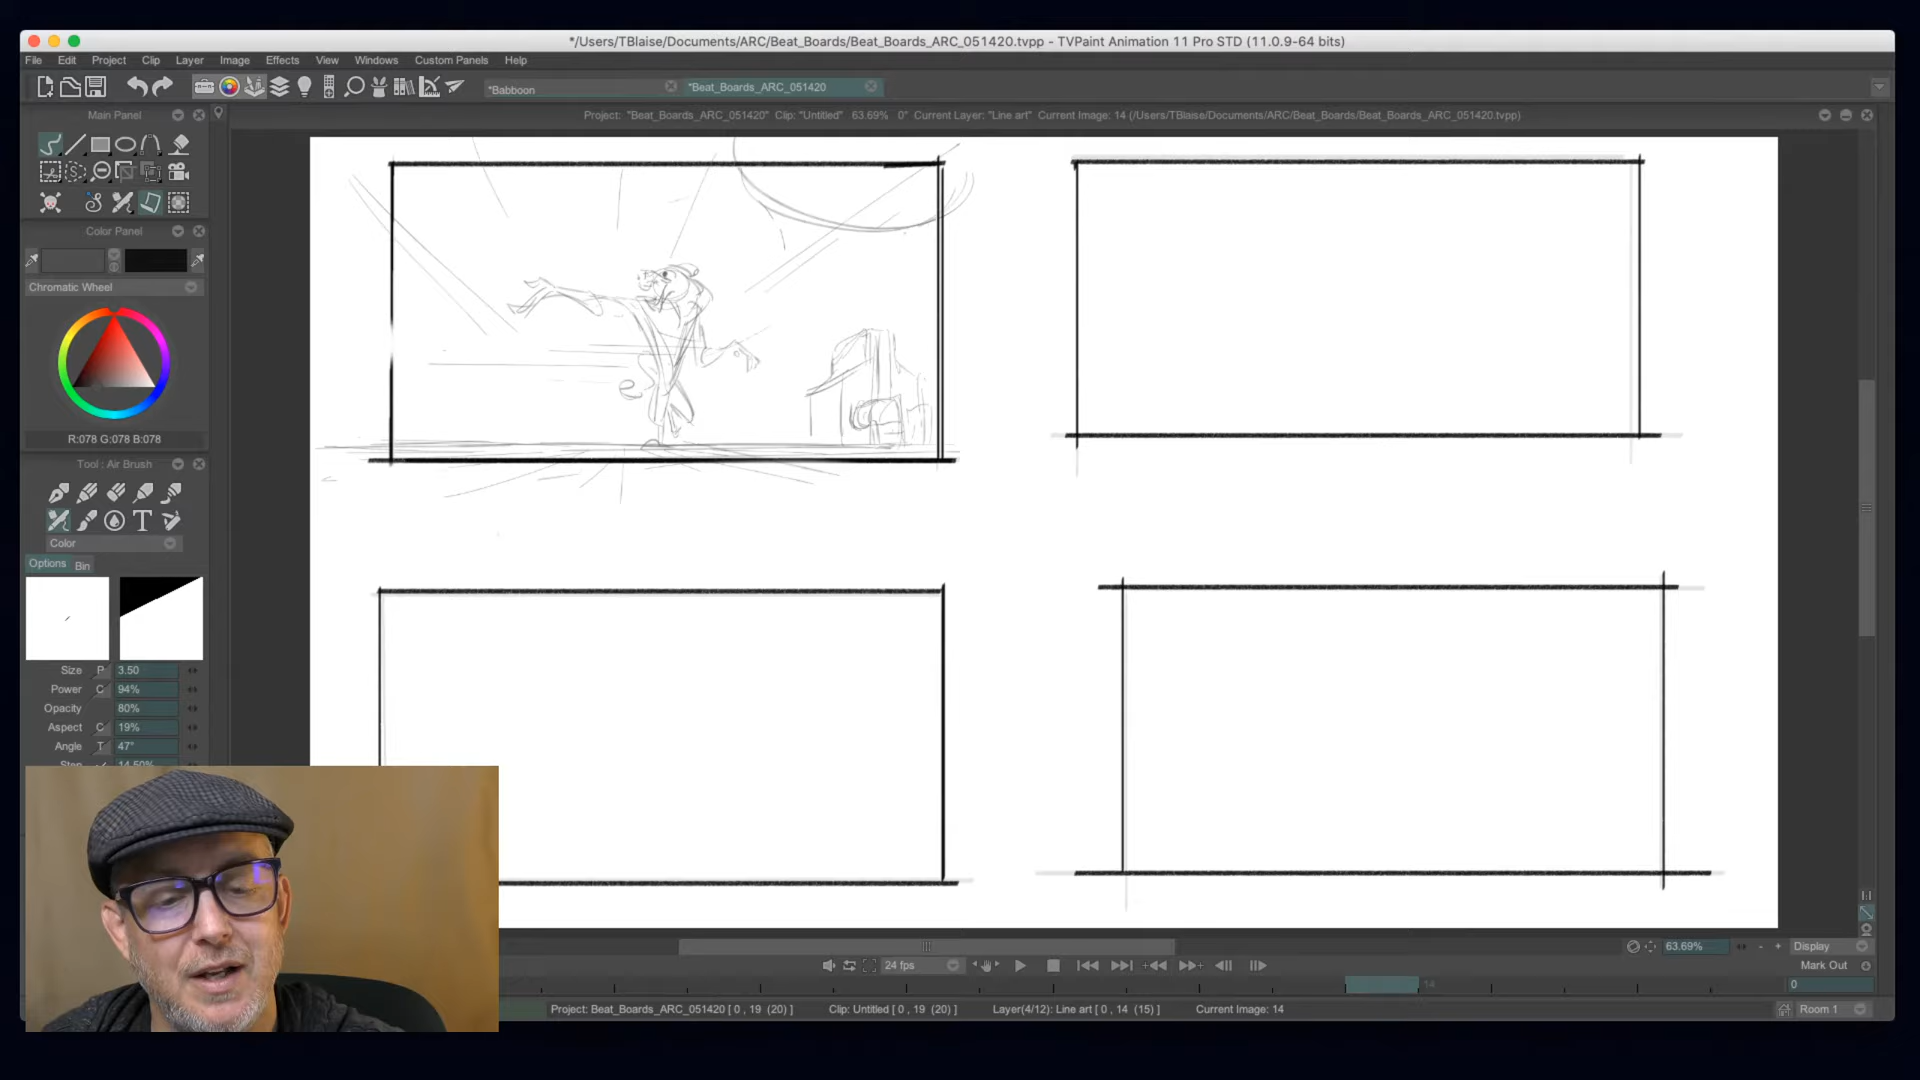 */Users/TBlaise/Documents/ARC/Beat_Boards/Beat_Boards_ARC_051420.tvpp - TVPaint Animation 11 Pro STD (11.0.9-64 bits)
File Edit Project Clip Layer Image Effects View Windows Custom Panels Help
*Babboon *Beat_Boards_ARC_051420
Main Panel
Project: "Beat_Boards_ARC_051420" Clip: "Untitled" 63.69% 0° Current Layer: "Line art" Current Image: 14 (/Users/TBlaise/Documents/ARC/Beat_Boards/Beat_Boards_ARC_051420.tvpp)
Color Panel
Chromatic Wheel
R:078 G:078 B:078
Tool : Air Brush
T
Color
Options Bin
Size P 3.50
Power C 94%
Opacity 80%
Aspect C 19%
Angle T 47°
Step 14.50%
63.69% - + Display
24 fps
Mark Out
14 0
Project: Beat_Boards_ARC_051420 [ 0 , 19 (20) ] Clip: Untitled [ 0 , 19 (20) ] Layer(4/12): Line art [ 0 , 14 (15) ] Current Image: 14 Room 1